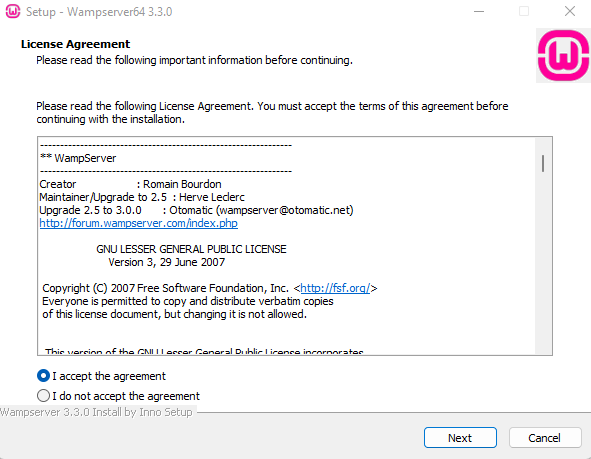 Setup - Wampserver64 3.3.0
License Agreement
Please read the following important information before continuing.
Please read the following License Agreement. You must accept the terms of this agreement before
continuing with the installation.
------------------------------------------------------------
** WampServer
------------------------------------------------------------
Creator : Romain Bourdon
Maintainer/Upgrade to 2.5 : Herve Leclerc
Upgrade 2.5 to 3.0.0 : Otomatic (wampserver@otomatic.net)
http://forum.wampserver.com/index.php
GNU LESSER GENERAL PUBLIC LICENSE
Version 3, 29 June 2007
Copyright (C) 2007 Free Software Foundation, Inc. <http://fsf.org/>
Everyone is permitted to copy and distribute verbatim copies
of this license document, but changing it is not allowed.
This version of the GNU Lesser General Public License incorporates
I accept the agreement
I do not accept the agreement
Wampserver 3.3.0 Install by Inno Setup
Next
Cancel